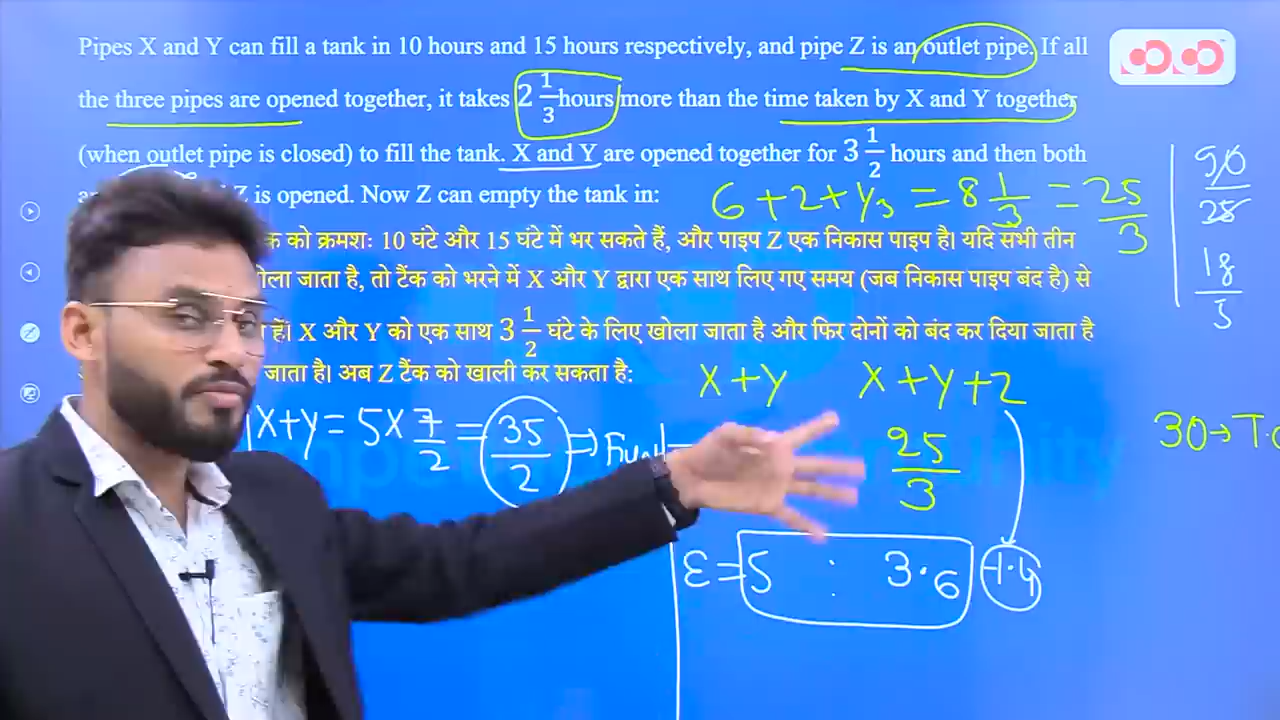 Pipes X and Y can fill a tank in 10 hours and 15 hours respectively, and pipe Z is an outlet pipe. If all
the three pipes are opened together, it takes 2 1/3 hours more than the time taken by X and Y together
(when outlet pipe is closed) to fill the tank. X and Y are opened together for 3 1/2 hours and then both
Z is opened. Now Z can empty the tank in:
6 + 2 + 1/3 = 8 1/3 = 25/3
को क्रमशः 10 घंटे और 15 घंटे में भर सकते हैं, और पाइप Z एक निकास पाइप है। यदि सभी तीन
जाता है, तो टैंक को भरने में X और Y द्वारा एक साथ लिए गए समय (जब निकास पाइप बंद है) से
हैं। X और Y को एक साथ 3 1/2 घंटे के लिए खोला जाता है और फिर दोनों को बंद कर दिया जाता है
जाता है। अब Z टैंक को खाली कर सकता है:
90/25
18/5
X+Y X+Y+Z
X+Y = 5 × 7/2 = 35/2 →
25/3
30 →
E = 5 : 3.6 -1.4